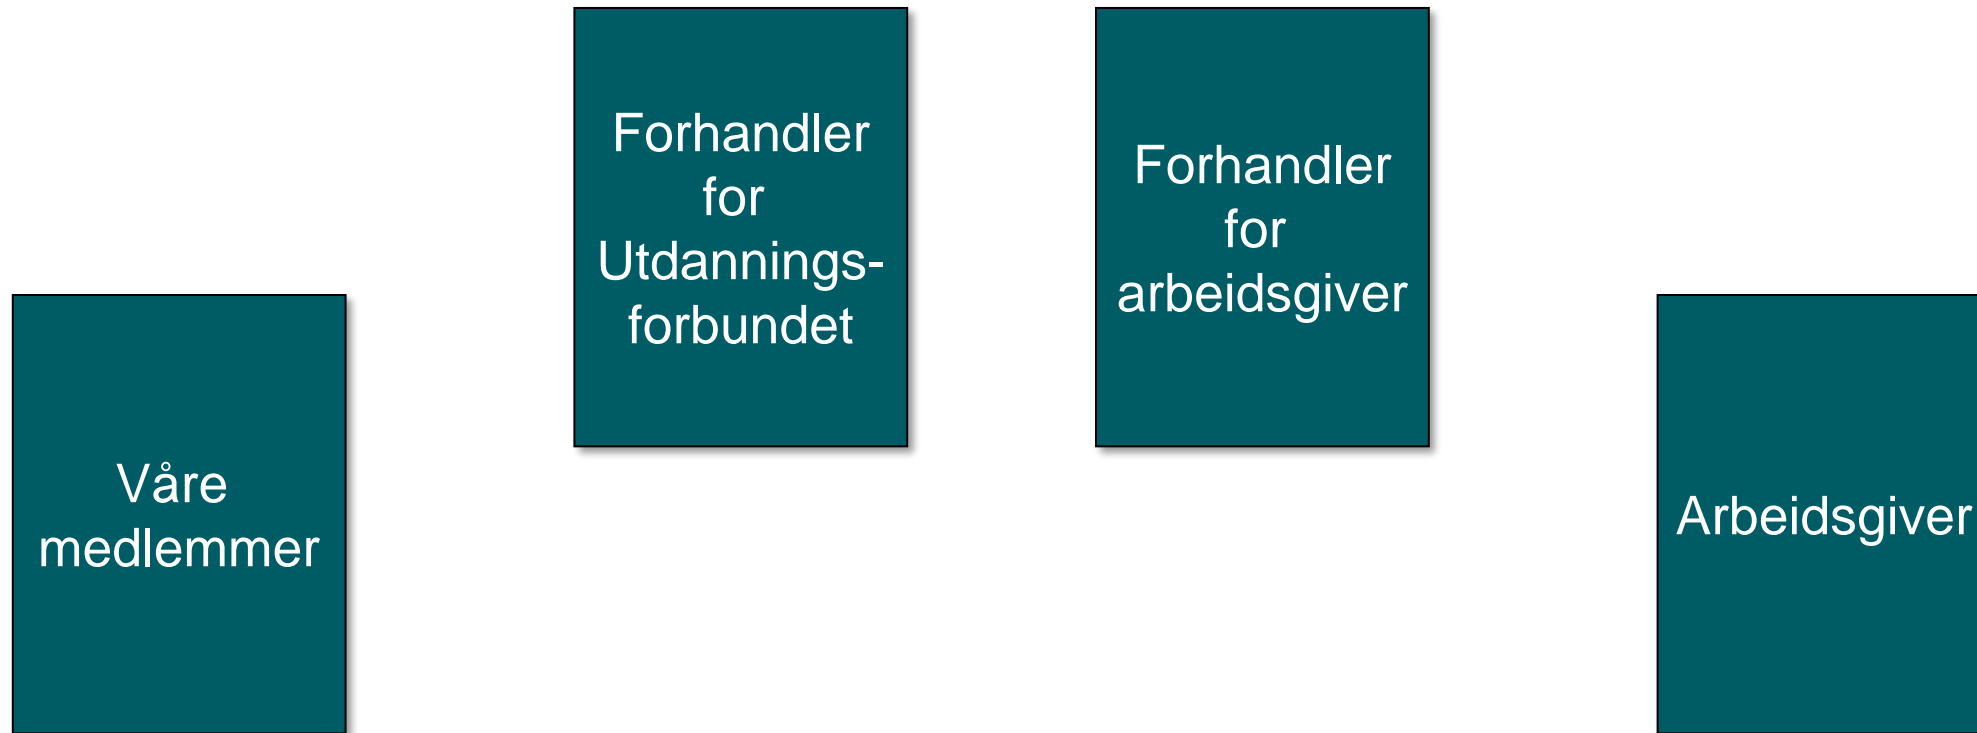 Våre
medlemmer
Forhandler
for
Utdannings-
forbundet
Forhandler
for
arbeidsgiver
Arbeidsgiver